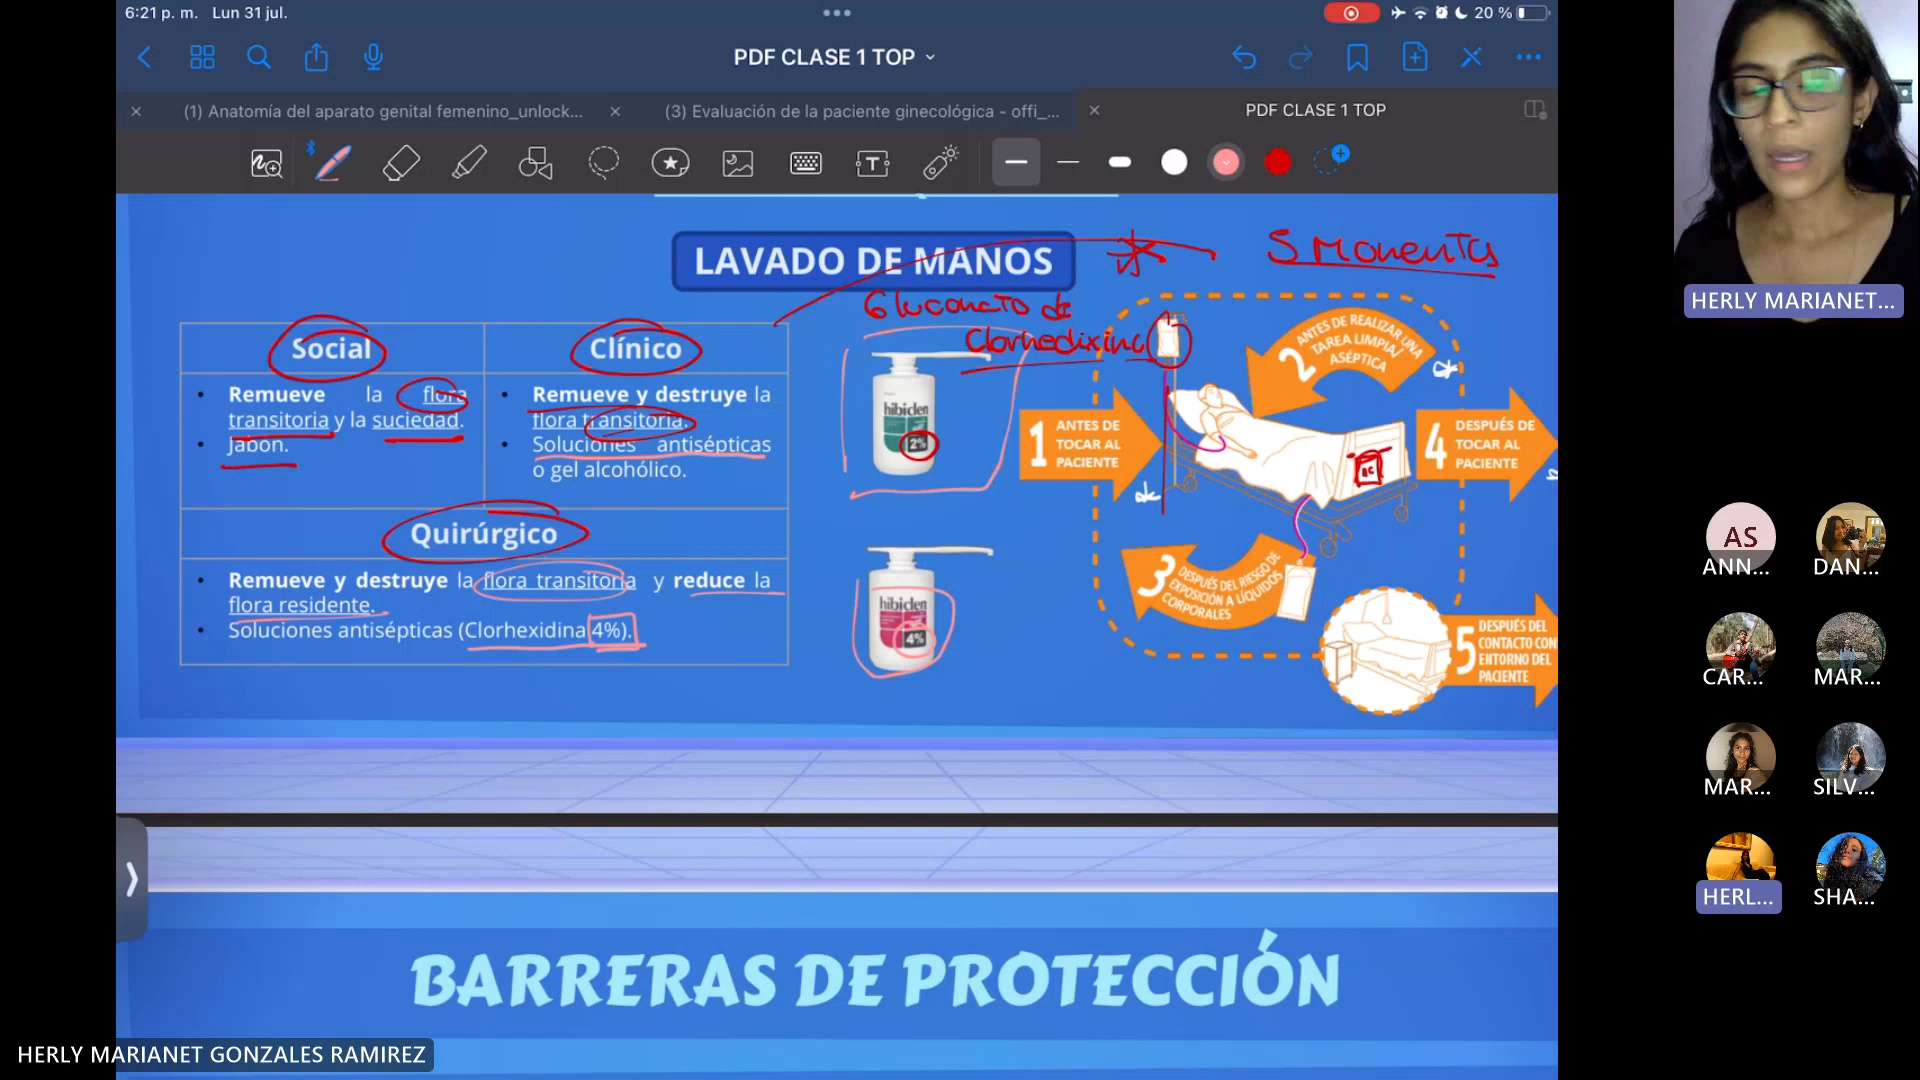 6:21 p. m. Lun 31 jul.
20 %
PDF CLASE 1 TOP
(1) Anatomía del aparato genital femenino_unlock...
(3) Evaluación de la paciente ginecológica - offi_...
PDF CLASE 1 TOP
HERLY MARIANET...
LAVADO DE MANOS
5 Momentos
Gluconato de
Clorhedixina
Social
Clínico
Remueve la flora
transitoria y la suciedad.
Jabón.
Remueve y destruye la
flora transitoria.
Soluciones antisépticas
o gel alcohólico.
Quirúrgico
Remueve y destruye la flora transitoria y reduce la
flora residente.
Soluciones antisépticas (Clorhexidina 4%).
hibiclen
2%
hibiclen
4%
1 ANTES DE
TOCAR AL
PACIENTE
2 ANTES DE REALIZAR UNA
TAREA LIMPIA/
ASÉPTICA
3 DESPUÉS DEL RIESGO DE
EXPOSICIÓN A LÍQUIDOS
CORPORALES
4 DESPUÉS DE
TOCAR AL
PACIENTE
5 DESPUÉS DEL
CONTACTO CON
ENTORNO DEL
PACIENTE
BARRERAS DE PROTECCIÓN
AS
ANN...
DAN...
CAR...
MAR...
MAR...
SILV...
HERL...
SHA...
HERLY MARIANET GONZALES RAMIREZ